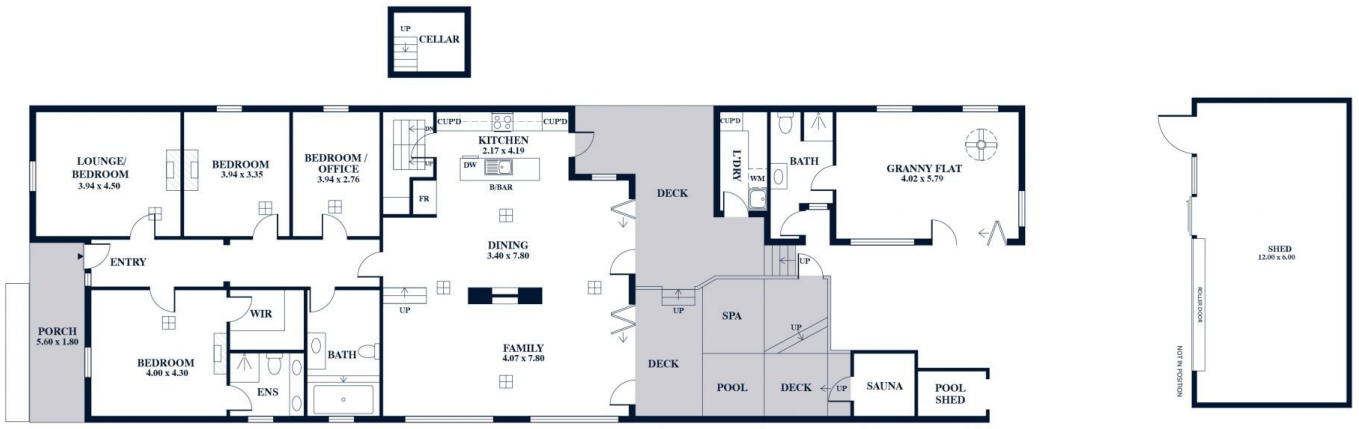 UP
CELLAR
LOUNGE/
BEDROOM
3.94 x 4.50
BEDROOM
3.94 x 3.35
BEDROOM /
OFFICE
3.94 x 2.76
DN
UP
FR
CUP'D
CUP'D
KITCHEN
2.17 x 4.19
DW
B/BAR
DECK
CUP'D
L'DRY
WM
BATH
GRANNY FLAT
4.02 x 5.79
ENTRY
DINING
3.40 x 7.80
UP
UP
PORCH
5.60 x 1.80
BEDROOM
4.00 x 4.30
WIR
ENS
BATH
FAMILY
4.07 x 7.80
UP
DECK
SPA
UP
POOL
DECK
UP
SAUNA
POOL
SHED
SHED
12.00 x 6.00
ROLLER DOOR
NOT IN POSITION